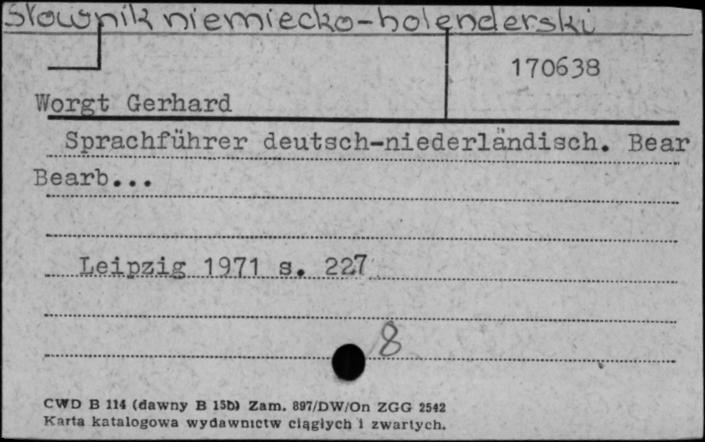 Słownik niemiecko-holenderski
170638
Worgt Gerhard
Sprachführer deutsch-niederländisch. Bear
Bearb...
Leipzig 1971 s. 227
8
CWD B 114 (dawny B 15b) Zam. 897/DW/On ZGG 2542
Karta katalogowa wydawnictw ciągłych i zwartych.